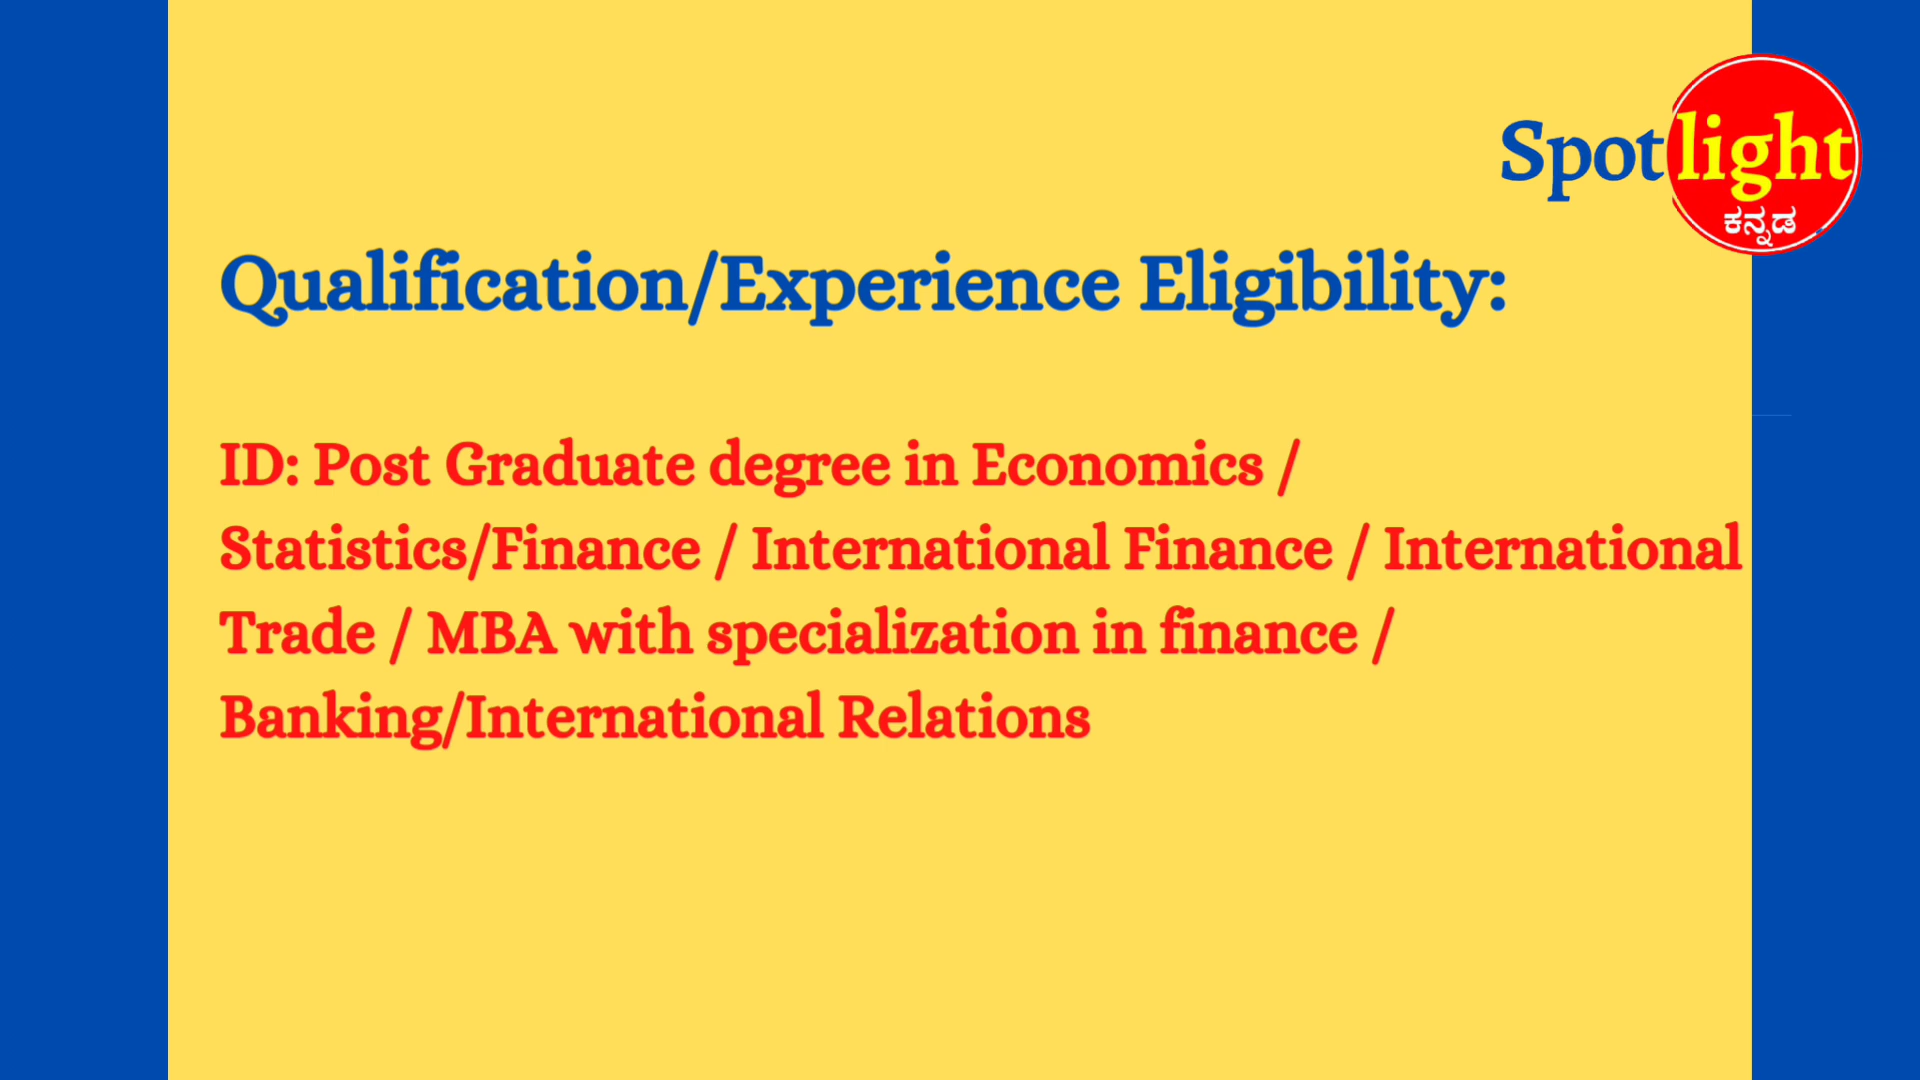 Spotlight
ಕನ್ನಡ
Qualification/Experience Eligibility:
ID: Post Graduate degree in Economics /
Statistics/Finance / International Finance / International
Trade / MBA with specialization in finance /
Banking/International Relations